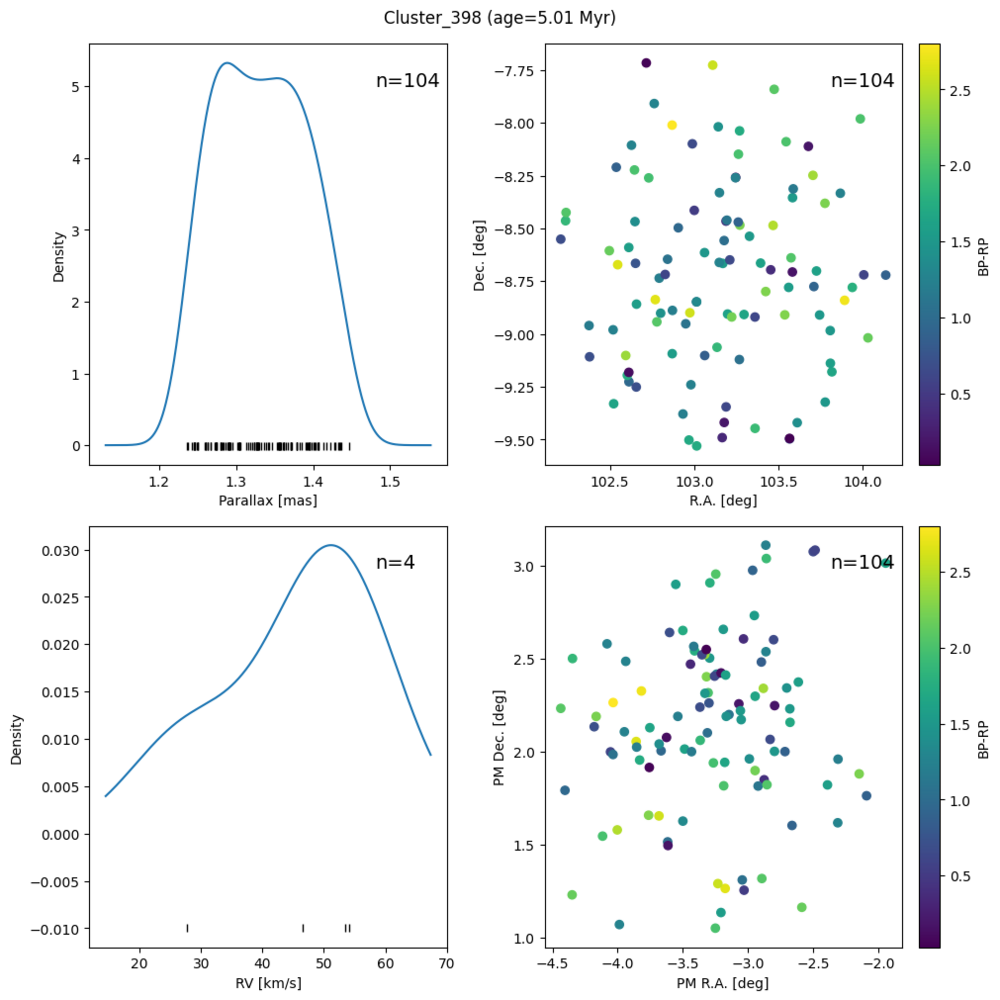 Cluster_398 (age=5.01 Myr)
n=104
5
4
3
2
1
0
Density
1.2 1.3 1.4 1.5
Parallax [mas]
n=104
−7.75
−8.00
−8.25
−8.50
−8.75
−9.00
−9.25
−9.50
Dec. [deg]
102.5 103.0 103.5 104.0
R.A. [deg]
2.5
2.0
1.5
1.0
0.5
BP-RP
n=4
0.030
0.025
0.020
0.015
0.010
0.005
0.000
−0.005
−0.010
Density
20 30 40 50 60 70
RV [km/s]
n=104
3.0
2.5
2.0
1.5
1.0
PM Dec. [deg]
−4.5 −4.0 −3.5 −3.0 −2.5 −2.0
PM R.A. [deg]
2.5
2.0
1.5
1.0
0.5
BP-RP